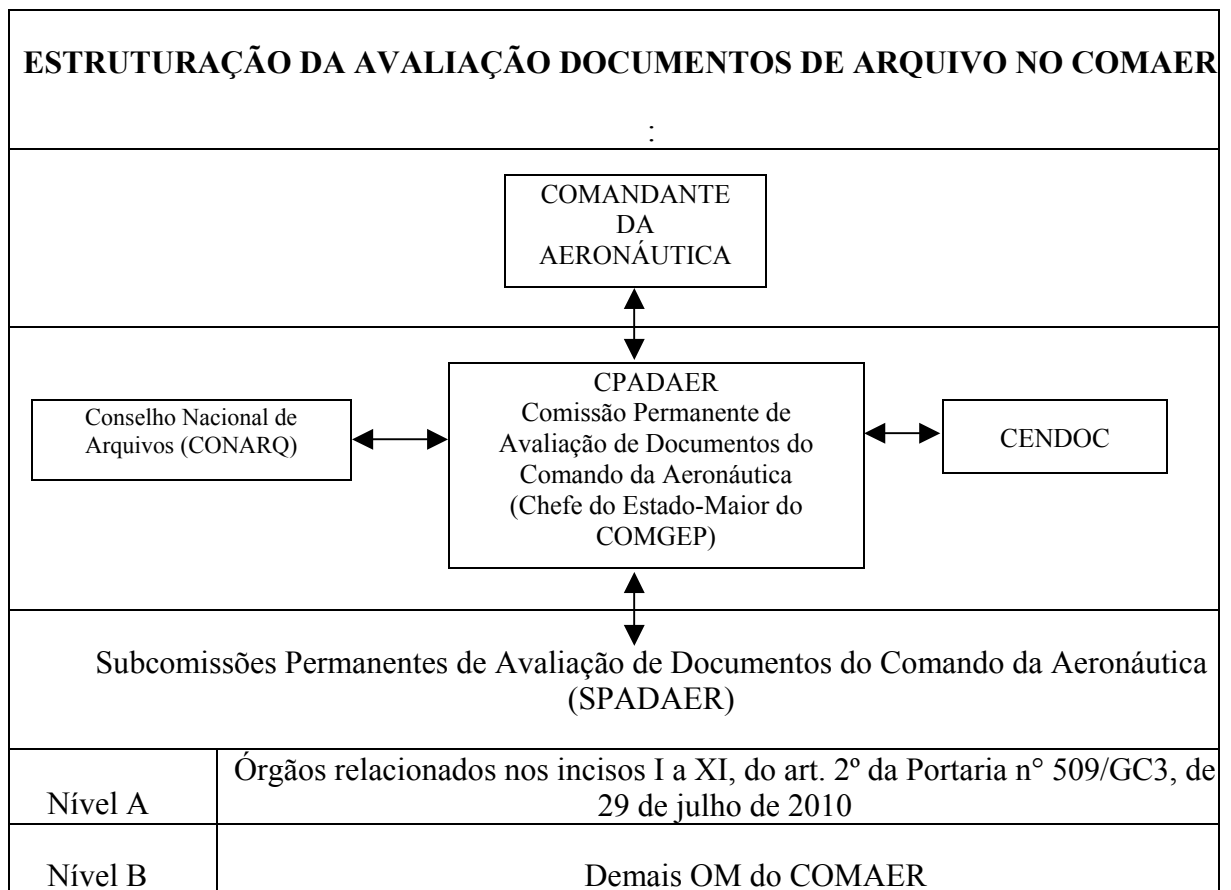 ESTRUTURAÇÃO DA AVALIAÇÃO DOCUMENTOS DE ARQUIVO NO COMAER
:
COMANDANTE
DA
AERONÁUTICA
Conselho Nacional de
Arquivos (CONARQ)
CPADAER
Comissão Permanente de
Avaliação de Documentos do
Comando da Aeronáutica
(Chefe do Estado-Maior do
COMGEP)
CENDOC
Subcomissões Permanentes de Avaliação de Documentos do Comando da Aeronáutica
(SPADAER)
Nível A
Órgãos relacionados nos incisos I a XI, do art. 2º da Portaria n° 509/GC3, de
29 de julho de 2010
Nível B
Demais OM do COMAER